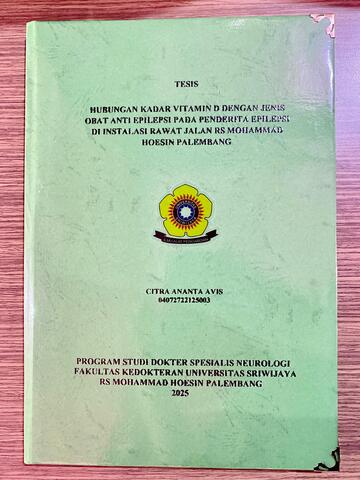 TESIS
HUBUNGAN KADAR VITAMIN D DENGAN JENIS
OBAT ANTI EPILEPSI PADA PENDERITA EPILEPSI
DI INSTALASI RAWAT JALAN RS MOHAMMAD
HOESIN PALEMBANG
CITRA ANANTA AVIS
04072722125003
PROGRAM STUDI DOKTER SPESIALIS NEUROLOGI
FAKULTAS KEDOKTERAN UNIVERSITAS SRIWIJAYA
RS MOHAMMAD HOESIN PALEMBANG
2025